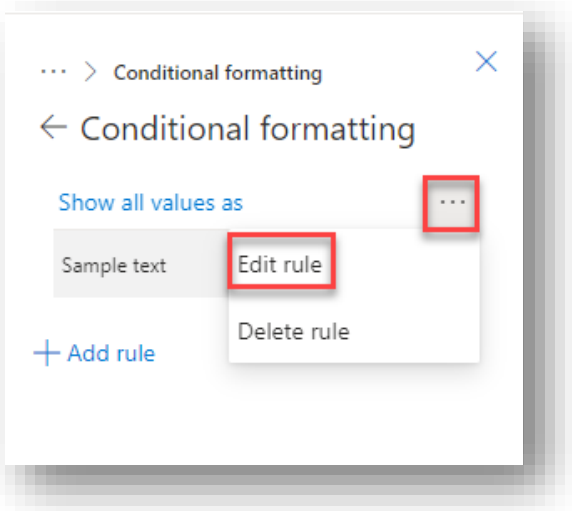 ··· > Conditional formatting
← Conditional formatting
Show all values as ···
Sample text
Edit rule
Delete rule
+ Add rule